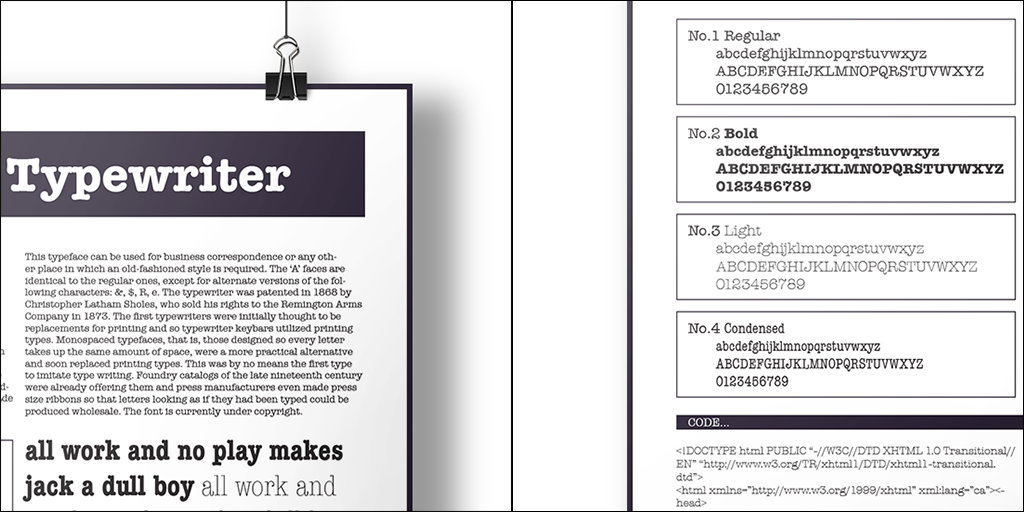 Typewriter
This typeface can be used for business correspondence or any oth-
er place in which an old-fashioned style is required. The 'A' faces are
identical to the regular ones, except for alternate versions of the fol-
lowing characters: &, $, R, e. The typewriter was patented in 1868 by
Christopher Latham Sholes, who sold his rights to the Remington Arms
Company in 1873. The first typewriters were initially thought to be
replacements for printing and so typewriter keybars utilized printing
types. Monospaced typefaces, that is, those designed so every letter
takes up the same amount of space, were a more practical alternative
and soon replaced printing types. This was by no means the first type
to imitate type writing. Foundry catalogs of the late nineteenth century
were already offering them and press manufacturers even made press
size ribbons so that letters looking as if they had been typed could be
produced wholesale. The font is currently under copyright.
all work and no play makes
jack a dull boy all work and
No.1 Regular
abcdefghijklmnopqrstuvwxyz
ABCDEFGHIJKLMNOPQRSTUVWXYZ
0123456789
No.2 Bold
abcdefghijklmnopqrstuvwxyz
ABCDEFGHIJKLMNOPQRSTUVWXYZ
0123456789
No.3 Light
abcdefghijklmnopqrstuvwxyz
ABCDEFGHIJKLMNOPQRSTUVWXYZ
0123456789
No.4 Condensed
abcdefghijklmnopqrstuvwxyz
ABCDEFGHIJKLMNOPQRSTUVWXYZ
0123456789
CODE...
<!DOCTYPE html PUBLIC “-//W3C//DTD XHTML 1.0 Transitional//
EN” “http://www.w3.org/TR/xhtml1/DTD/xhtml1-transitional.
dtd”>
<html xmlns=”http://www.w3.org/1999/xhtml” xml:lang=”ca”><-
head>